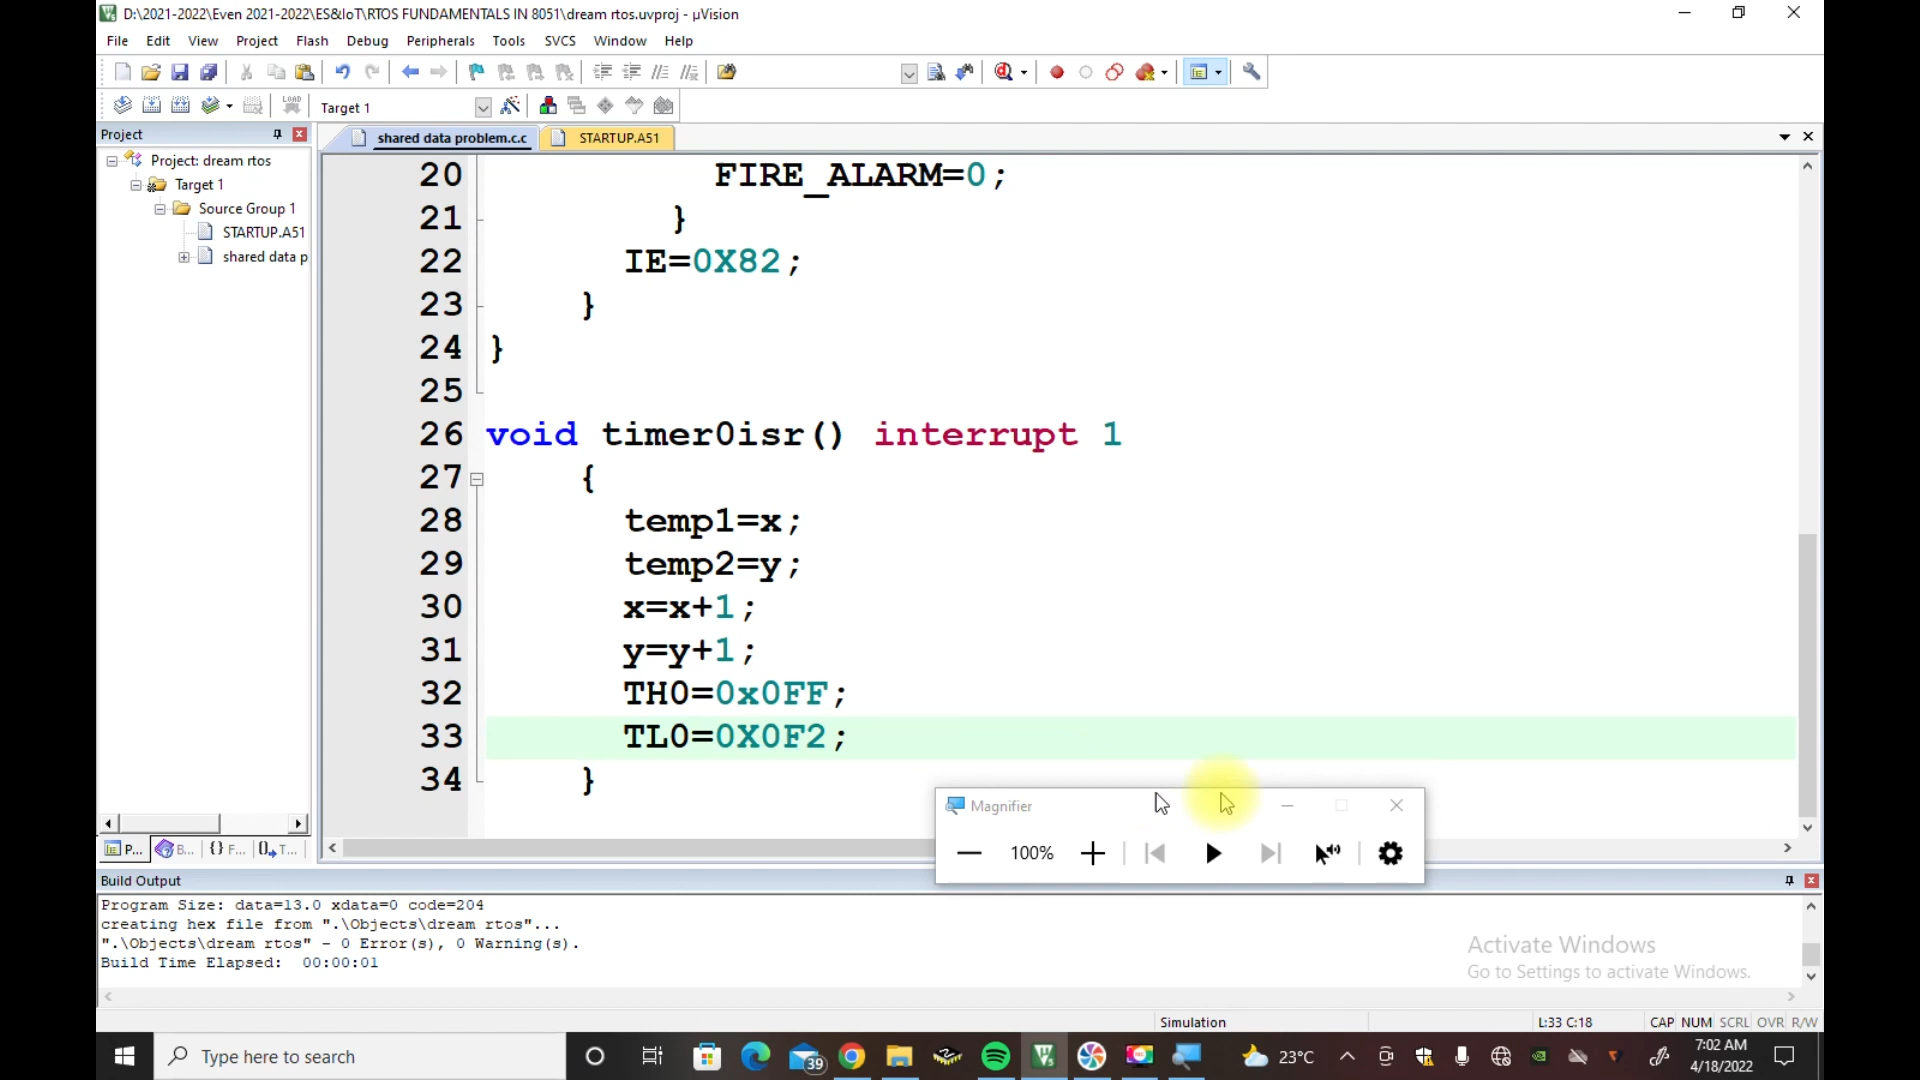 D:\2021-2022\Even 2021-2022\ES&IoT\RTOS FUNDAMENTALS IN 8051\dream rtos.uvproj - µVision
File Edit View Project Flash Debug Peripherals Tools SVCS Window Help
LOAD Target 1
Project
shared data problem.c.c STARTUP.A51
Project: dream rtos
Target 1
Source Group 1
STARTUP.A51
shared data p
20 FIRE_ALARM=0;
21 }
22 IE=0X82;
23 }
24 }
25
26 void timer0isr() interrupt 1
27 {
28 temp1=x;
29 temp2=y;
30 x=x+1;
31 y=y+1;
32 TH0=0x0FF;
33 TL0=0X0F2;
34 }
Magnifier
100%
P... B... {} F... T...
Build Output
Program Size: data=13.0 xdata=0 code=204
creating hex file from ".\Objects\dream rtos"...
".\Objects\dream rtos" - 0 Error(s), 0 Warning(s).
Build Time Elapsed:  00:00:01
Activate Windows
Go to Settings to activate Windows.
Simulation L:33 C:18 CAP NUM SCRL OVR R/W
Type here to search
39
23°C
7:02 AM
4/18/2022